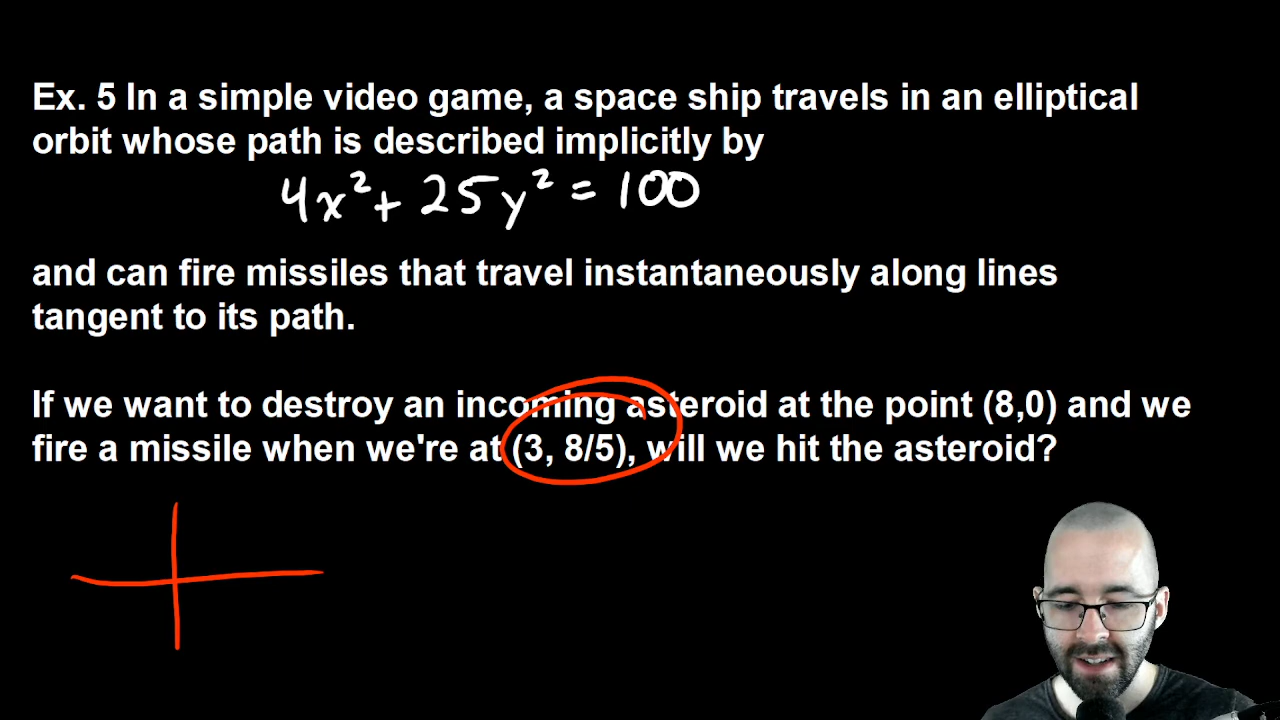 Ex. 5 In a simple video game, a space ship travels in an elliptical
orbit whose path is described implicitly by
4x² + 25y² = 100
and can fire missiles that travel instantaneously along lines
tangent to its path.
If we want to destroy an incoming asteroid at the point (8,0) and we
fire a missile when we're at (3, 8/5), will we hit the asteroid?